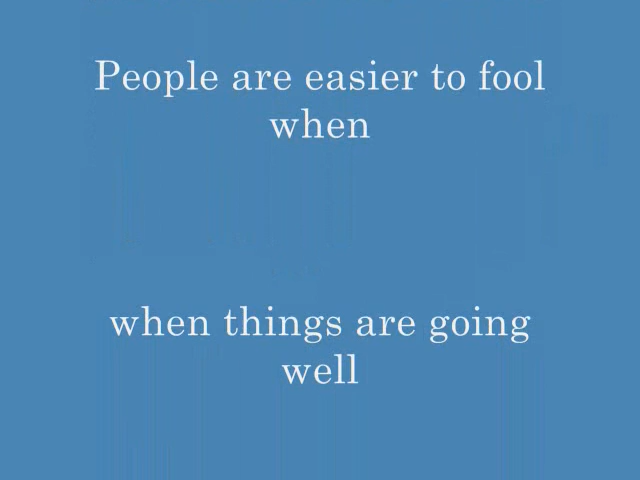 People are easier to fool
when
when things are going
well